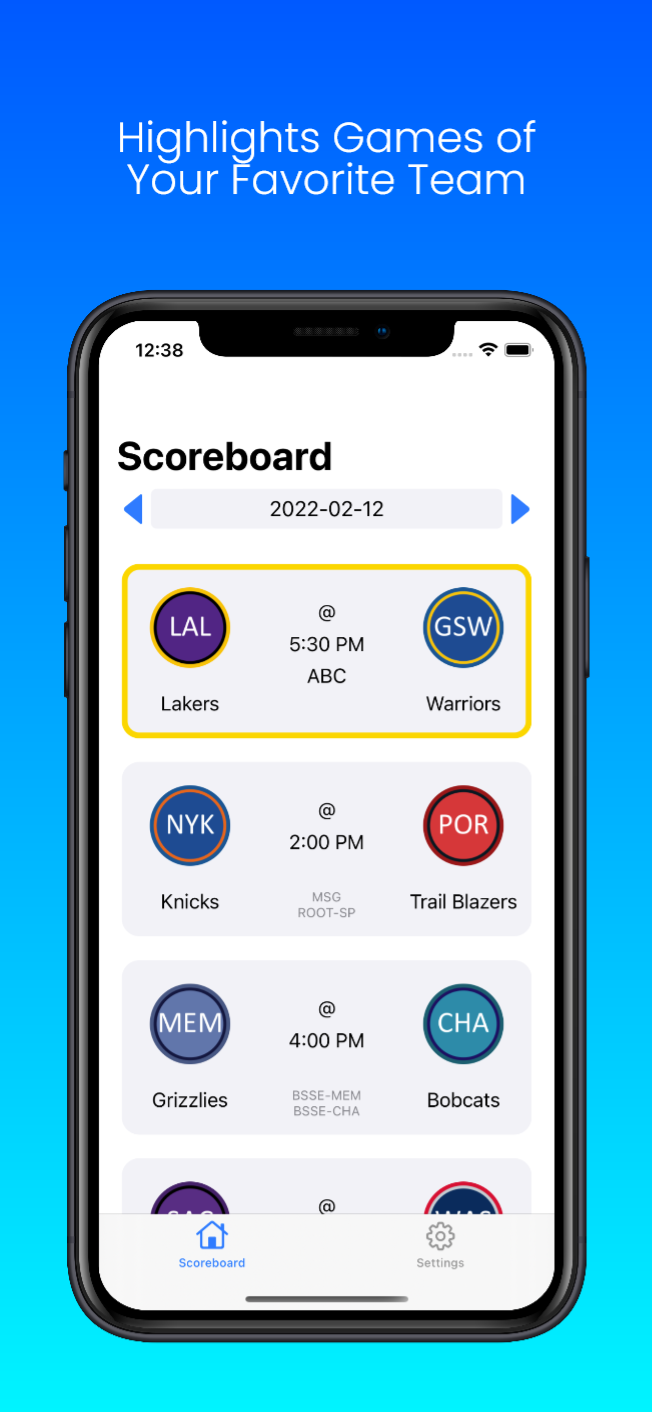 Highlights Games of
Your Favorite Team
12:38
Scoreboard
2022-02-12
LAL
@
5:30 PM
ABC
GSW
Lakers
Warriors
NYK
@
2:00 PM
POR
Knicks
MSG
ROOT-SP
Trail Blazers
MEM
@
4:00 PM
CHA
Grizzlies
BSSE-MEM
BSSE-CHA
Bobcats
@
Scoreboard
Settings